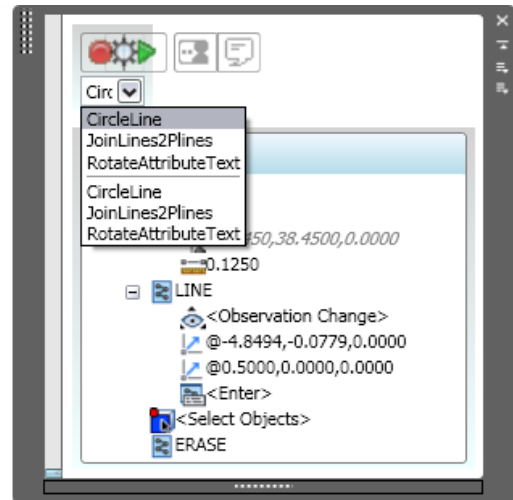 Circ
CircleLine
JoinLines2Plines
RotateAttributeText
CircleLine
JoinLines2Plines
RotateAttributeText
450,38.4500,0.0000
0.1250
LINE
<Observation Change>
@-4.8494,-0.0779,0.0000
@0.5000,0.0000,0.0000
<Enter>
<Select Objects>
ERASE